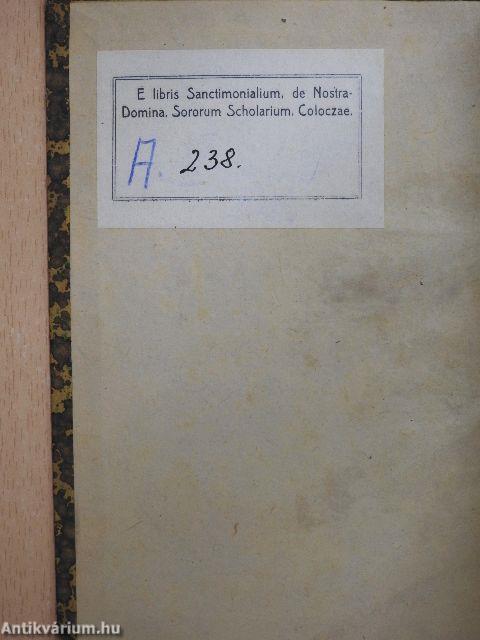 E libris Sanctimonialium, de Nostra-
Domina. Sororum Scholarium. Coloczae.
A. 238.
Antikvárium.hu